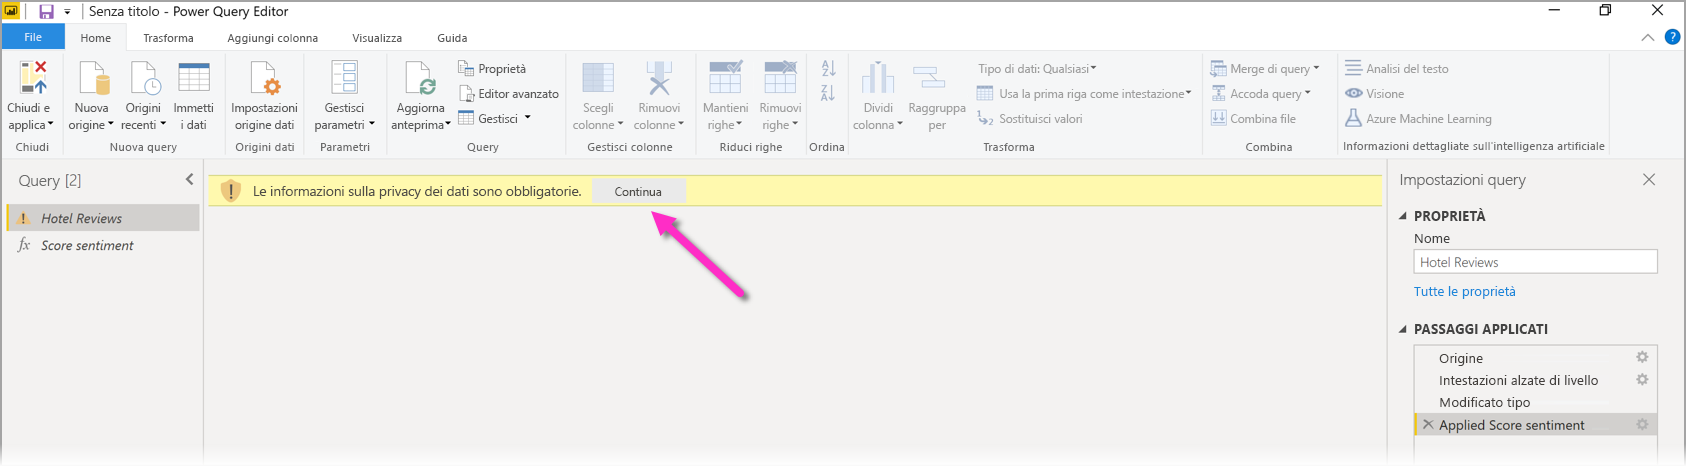 Senza titolo - Power Query Editor
File Home Trasforma Aggiungi colonna Visualizza Guida
?
Chiudi e applica
Chiudi
Nuova origine
Origini recenti
Immetti i dati
Nuova query
Impostazioni origine dati
Origini dati
Gestisci parametri
Parametri
Aggiorna anteprima
Proprietà
Editor avanzato
Gestisci
Query
Scegli colonne
Rimuovi colonne
Gestisci colonne
Mantieni righe
Rimuovi righe
Riduci righe
A Z
Z A
Ordina
Dividi colonna
Raggruppa per
Tipo di dati: Qualsiasi
Usa la prima riga come intestazione
1 2 Sostituisci valori
Trasforma
Merge di query
Accoda query
Combina file
Combina
Analisi del testo
Visione
Azure Machine Learning
Informazioni dettagliate sull'intelligenza artificiale
Query [2]
Hotel Reviews
fx Score sentiment
Le informazioni sulla privacy dei dati sono obbligatorie. Continua
Impostazioni query
PROPRIETÀ
Nome
Hotel Reviews
Tutte le proprietà
PASSAGGI APPLICATI
Origine
Intestazioni alzate di livello
Modificato tipo
Applied Score sentiment